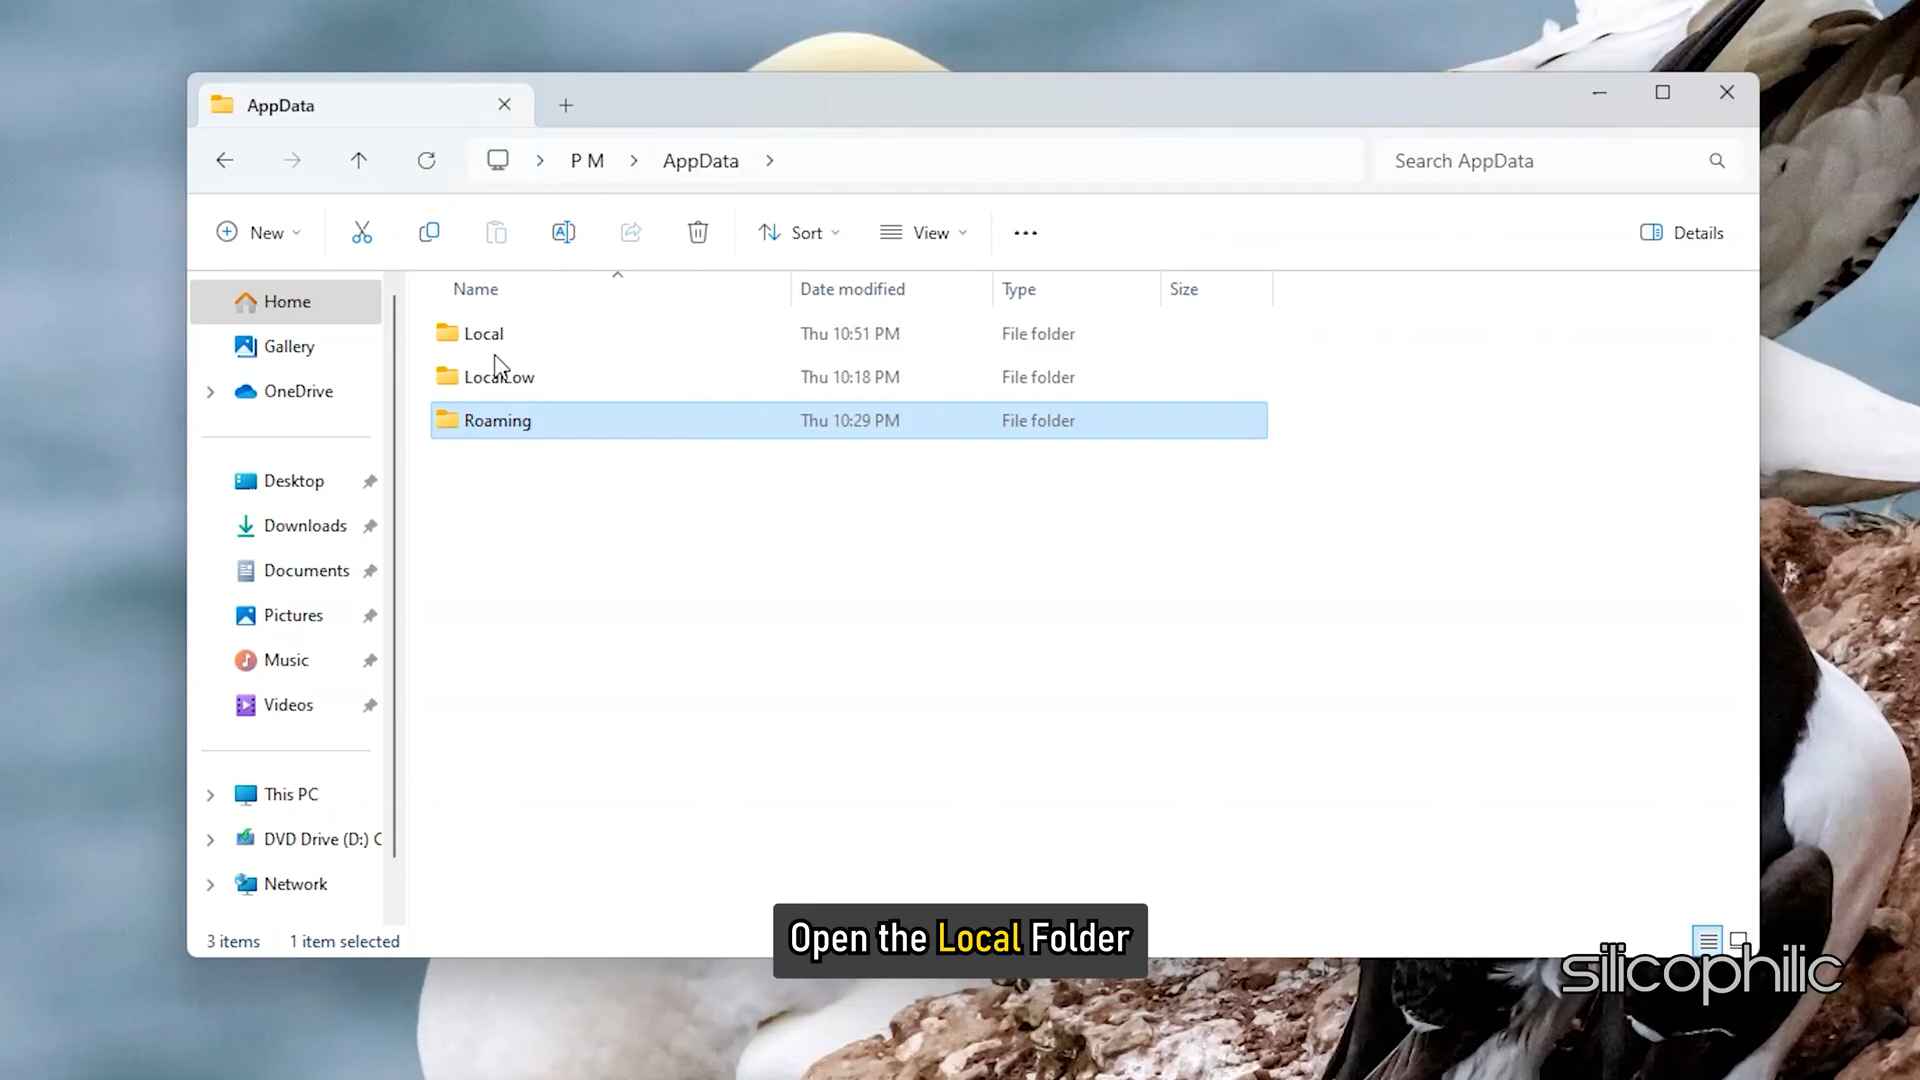 AppData
P M
AppData
Search AppData
New
Sort
View
Details
Home
Gallery
OneDrive
Desktop
Downloads
Documents
Pictures
Music
Videos
This PC
DVD Drive (D:) C
Network
Name Date modified Type Size
Local Thu 10:51 PM File folder
LocalLow Thu 10:18 PM File folder
Roaming Thu 10:29 PM File folder
3 items 1 item selected
Open the Local Folder
silicophilic